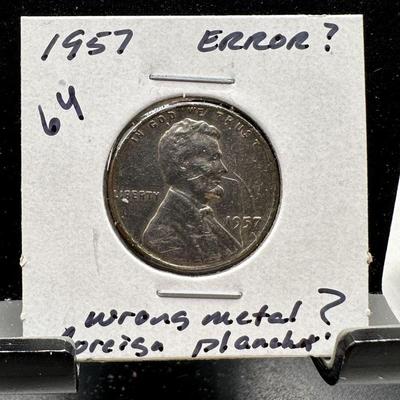 1957 ERROR?
64
IN GOD WE TRUST
LIBERTY
1957
wrong metal?
foreign planchet?